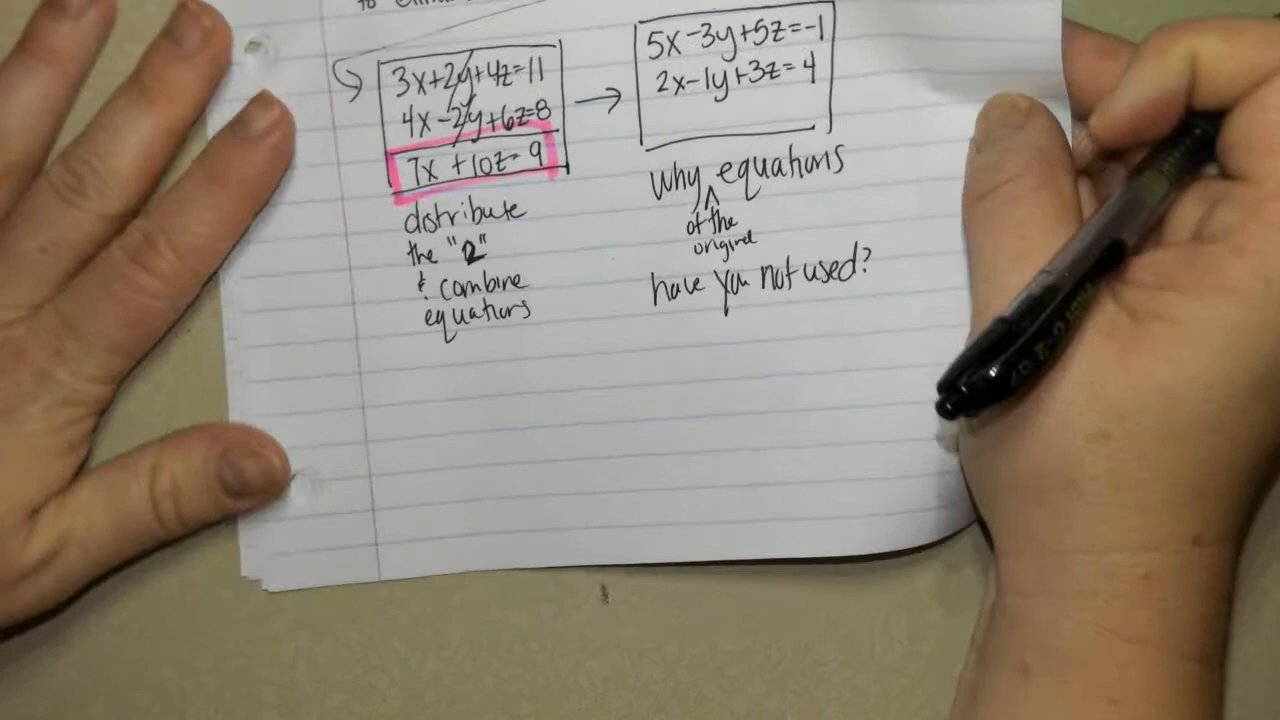 to
3x+2y+4z=11
4x-2y+6z=8
7x +10z= 9
distribute
the "2"
& combine
equations
5x-3y+5z=-1
2x-1y+3z= 4
why equations
of the
original
have you not used?